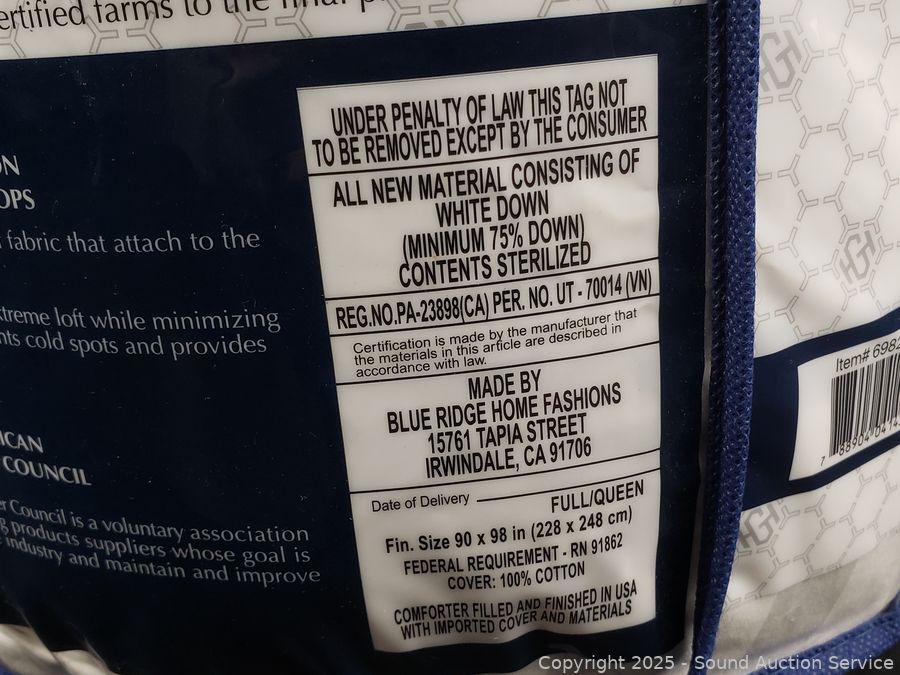 ertified farms to the final p
ON
OPS
fabric that attach to the
xtreme loft while minimizing
nts cold spots and provides
ICAN
COUNCIL
er Council is a voluntary association
g products suppliers whose goal is
industry and maintain and improve
UNDER PENALTY OF LAW THIS TAG NOT
TO BE REMOVED EXCEPT BY THE CONSUMER
ALL NEW MATERIAL CONSISTING OF
WHITE DOWN
(MINIMUM 75% DOWN)
CONTENTS STERILIZED
REG.NO.PA-23898(CA) PER. NO. UT - 70014 (VN)
Certification is made by the manufacturer that
the materials in this article are described in
accordance with law.
MADE BY
BLUE RIDGE HOME FASHIONS
15761 TAPIA STREET
IRWINDALE, CA 91706
Date of Delivery
FULL/QUEEN
Fin. Size 90 x 98 in (228 x 248 cm)
FEDERAL REQUIREMENT - RN 91862
COVER: 100% COTTON
COMFORTER FILLED AND FINISHED IN USA
WITH IMPORTED COVER AND MATERIALS
Item# 6982
Copyright 2025 - Sound Auction Service